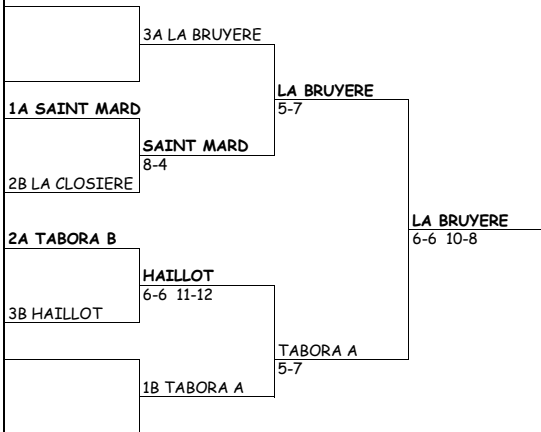 3A LA BRUYERE
LA BRUYERE
5-7
1A SAINT MARD
SAINT MARD
8-4
2B LA CLOSIERE
LA BRUYERE
6-6 10-8
2A TABORA B
HAILLOT
6-6 11-12
3B HAILLOT
TABORA A
5-7
1B TABORA A